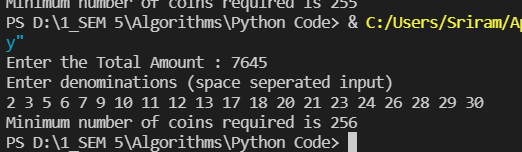 Minimum number of coins required is 255
PS D:\1_SEM 5\Algorithms\Python Code> & C:/Users/Sriram/Ap
y"
Enter the Total Amount : 7645
Enter denominations (space seperated input)
2 3 5 6 7 9 10 11 12 13 17 18 20 21 23 24 26 28 29 30
Minimum number of coins required is 256
PS D:\1_SEM 5\Algorithms\Python Code>